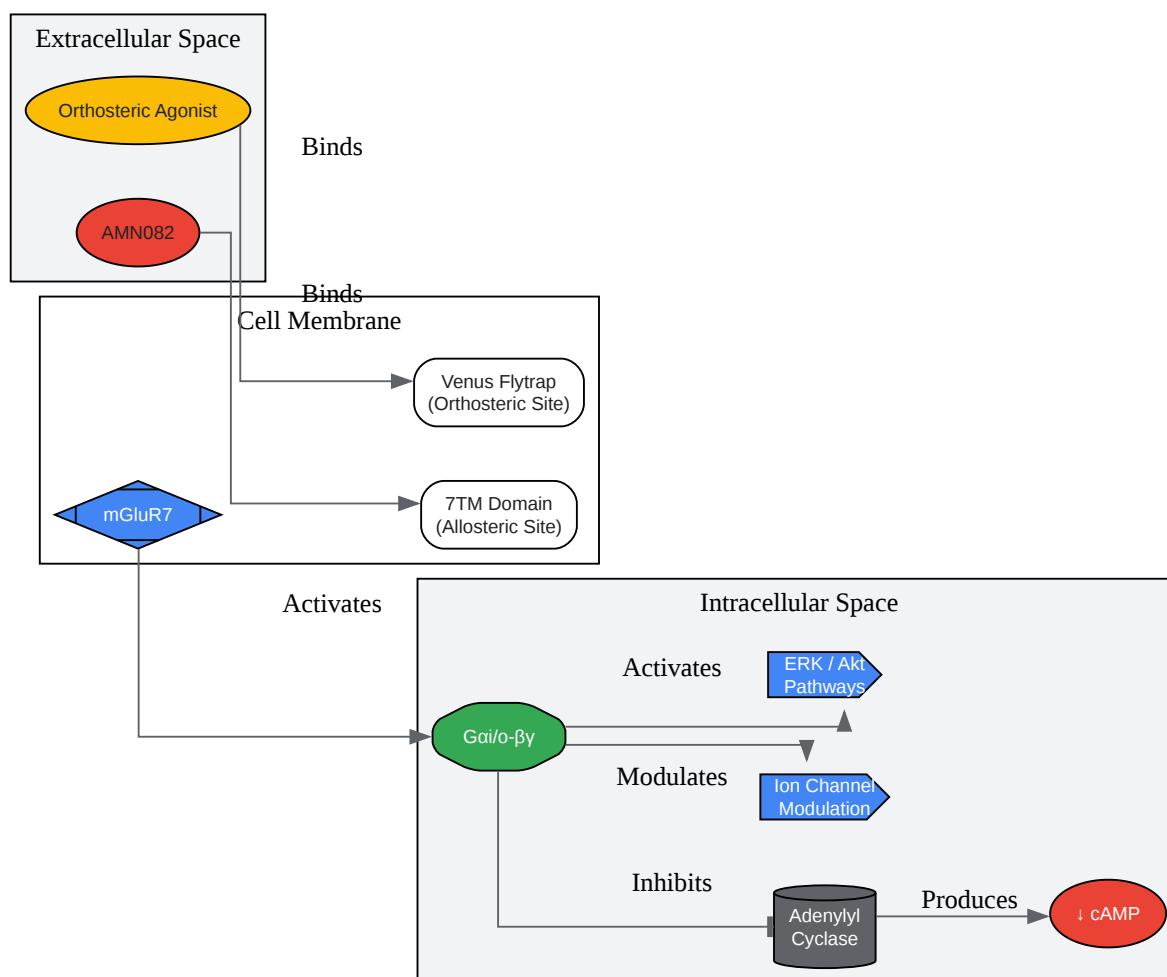 Extracellular Space
Orthosteric Agonist
Binds
AMN082
Binds
Cell Membrane
Venus Flytrap
(Orthosteric Site)
mGluR7
7TM Domain
(Allosteric Site)
Activates
Intracellular Space
Activates
ERK / Akt
Pathways
Gαi/o-βγ
Modulates
Ion Channel
Modulation
Inhibits
Adenylyl
Cyclase
Produces
↓ cAMP